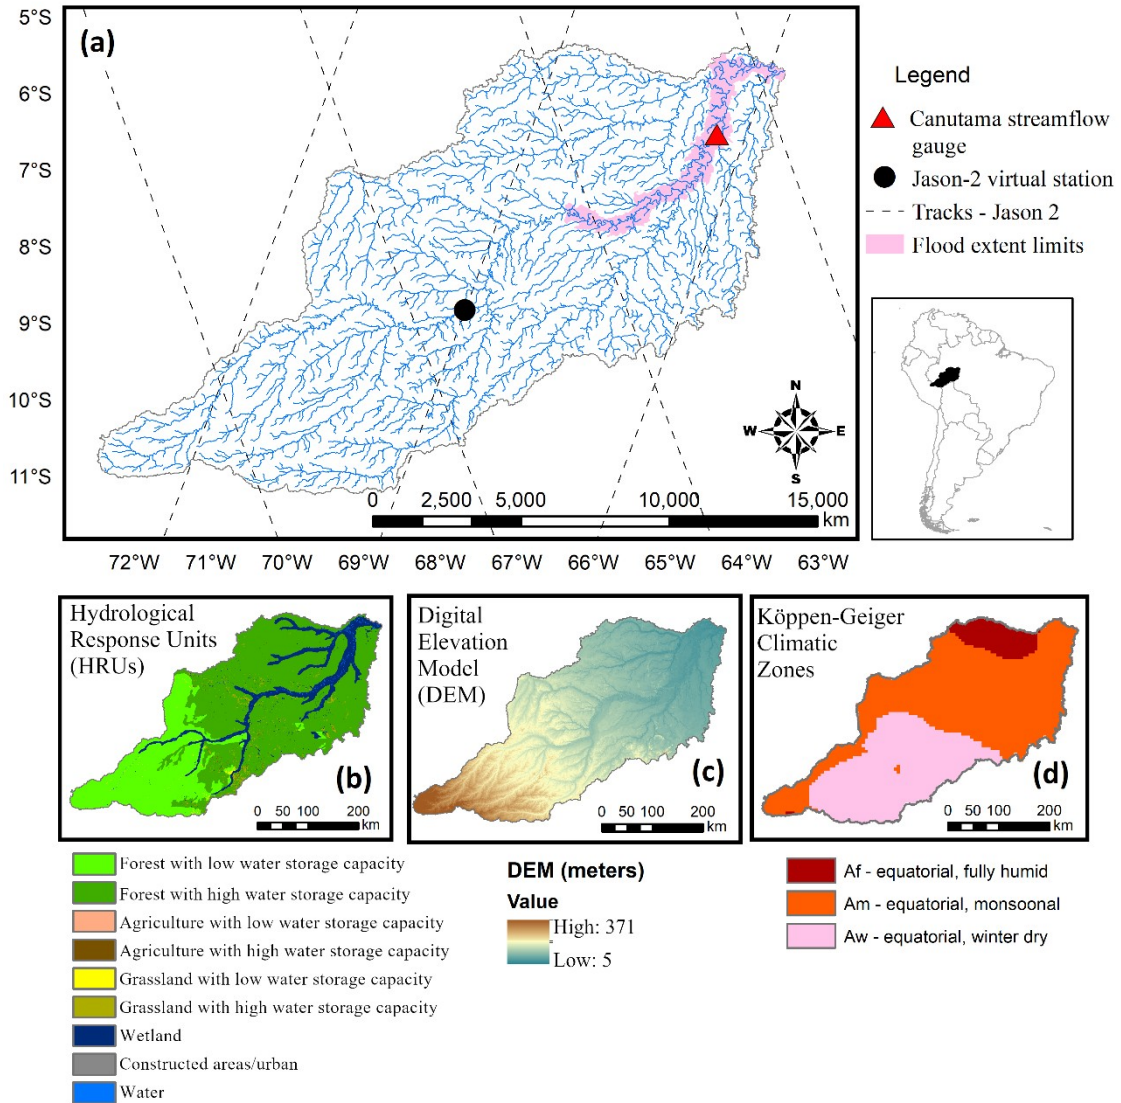 5°S
6°S
7°S
8°S
9°S
10°S
11°S
(a)
N
W
E
S
0
2,500
5,000
10,000
15,000
km
72°W
71°W
70°W
69°W
68°W
67°W
66°W
65°W
64°W
63°W
Legend
Canutama streamflow
gauge
Jason-2 virtual station
Tracks - Jason 2
Flood extent limits
Hydrological
Response Units
(HRUs)
(b)
0 50 100 200
km
Digital
Elevation
Model
(DEM)
(c)
0 50 100 200
km
Köppen-Geiger
Climatic
Zones
(d)
0 50 100 200
km
Forest with low water storage capacity
Forest with high water storage capacity
Agriculture with low water storage capacity
Agriculture with high water storage capacity
Grassland with low water storage capacity
Grassland with high water storage capacity
Wetland
Constructed areas/urban
Water
DEM (meters)
Value
High: 371
Low: 5
Af - equatorial, fully humid
Am - equatorial, monsoonal
Aw - equatorial, winter dry